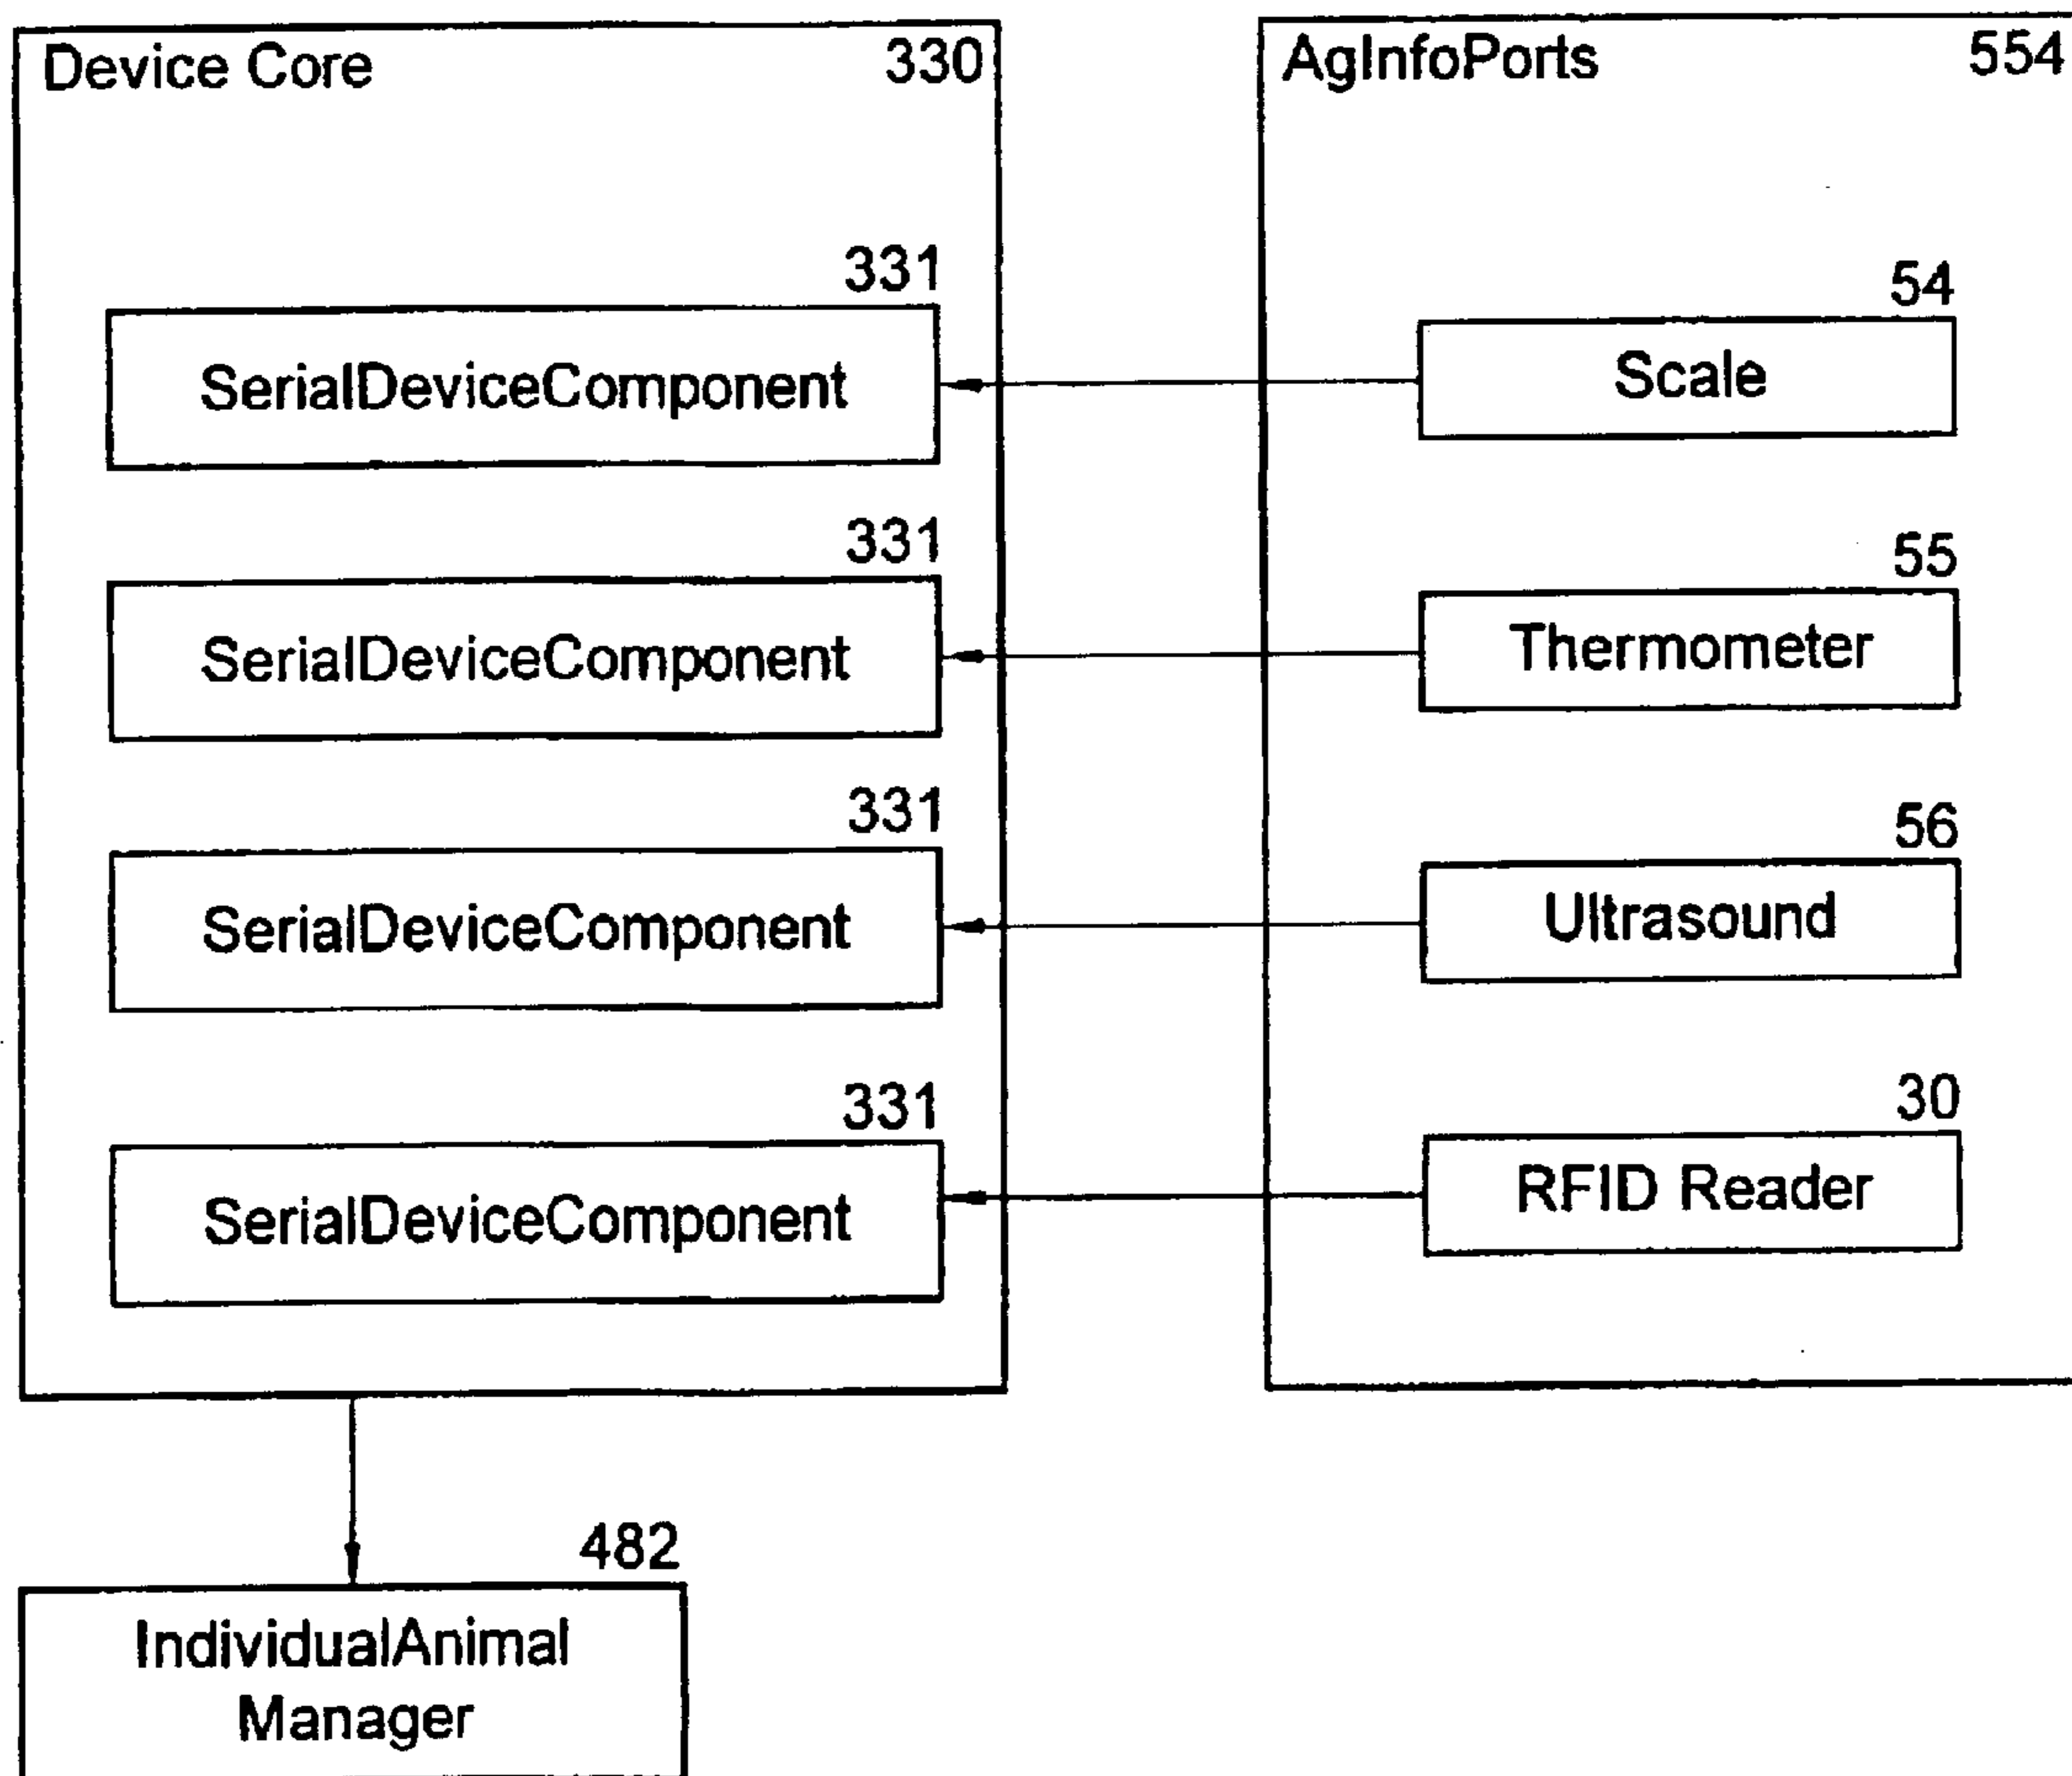 Device Core 330
331
SerialDeviceComponent
331
SerialDeviceComponent
331
SerialDeviceComponent
331
SerialDeviceComponent
AgInfoPorts 554
54
Scale
55
Thermometer
56
Ultrasound
30
RFID Reader
482
IndividualAnimal
Manager